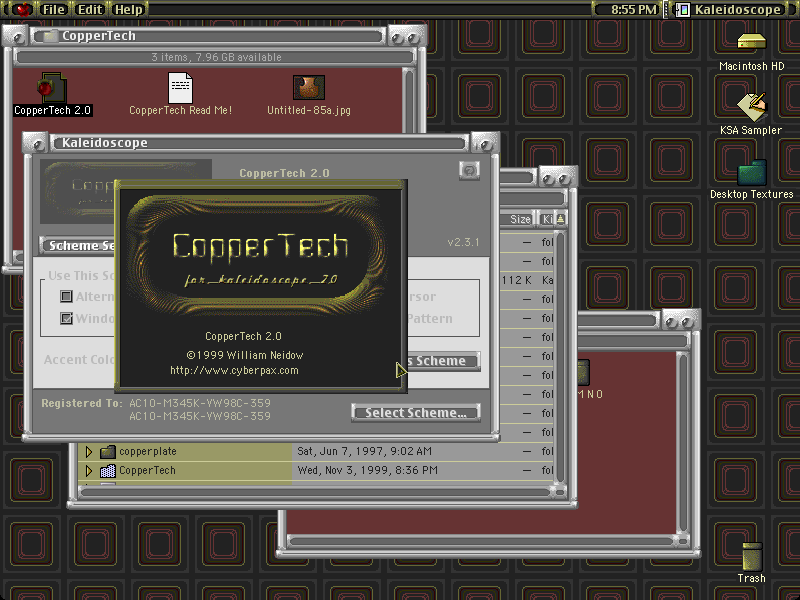 File Edit Help
8:55 PM
Kaleidoscope
CopperTech
3 items, 7.96 GB available
CopperTech 2.0
CopperTech Read Me!
Untitled-85a.jpg
Macintosh HD
KSA Sampler
Desktop Textures
Kaleidoscope
CopperTech 2.0
v2.3.1
Scheme Se
Use This Sc
Altern
Windo
rsor
Pattern
Accent Colo
s Scheme
CopperTech
for kaleidoscope 2.0
CopperTech 2.0
©1999 William Neidow
http://www.cyberpax.com
Registered To: AC10-M345K-YW98C-359
AC10-M345K-YW98C-359
Select Scheme...
Size Ki
— fol
— fol
112 K Ka
— fol
— fol
— fol
— fol
— fol
— fol
— fol
— fol
copperplate Sat, Jun 7, 1997, 9:02 AM — fol
CopperTech Wed, Nov 3, 1999, 8:36 PM — fol
M N O
Trash